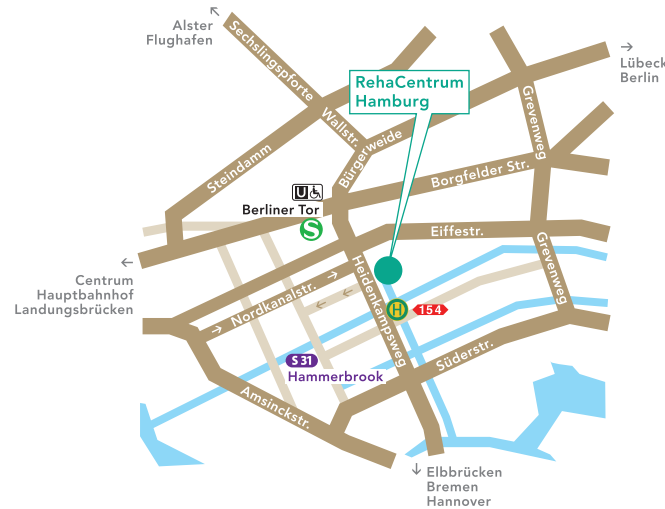 Alster
Flughafen
Sechslingspforte
Lübeck
Berlin
RehaCentrum
Hamburg
Wallstr.
Grevenweg
Bürgerweide
Steindamm
Borgfelder Str.
U
Berliner Tor
S
Eiffestr.
Grevenweg
Centrum
Hauptbahnhof
Landungsbrücken
Heidenkampsweg
Nordkanalstr.
H
154
S 31
Hammerbrook
Süderstr.
Amsinckstr.
Elbbrücken
Bremen
Hannover